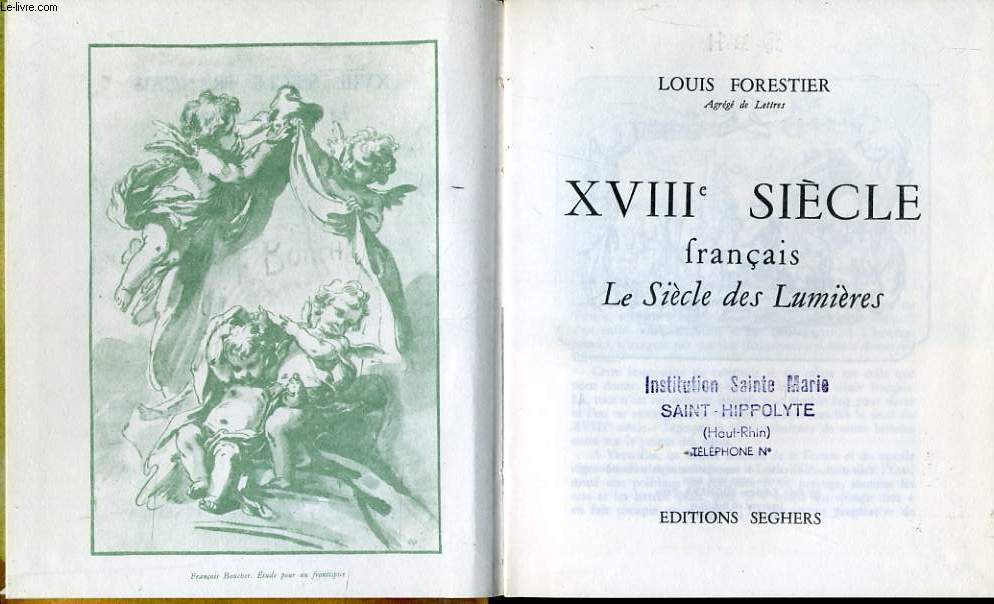 Le-livre.com
François Boucher. Étude pour un frontispice
LOUIS FORESTIER
Agrégé de Lettres
XVIIIe SIÈCLE
français
Le Siècle des Lumières
Institution Sainte Marie
SAINT-HIPPOLYTE
(Haut-Rhin)
TÉLÉPHONE N°
EDITIONS SEGHERS